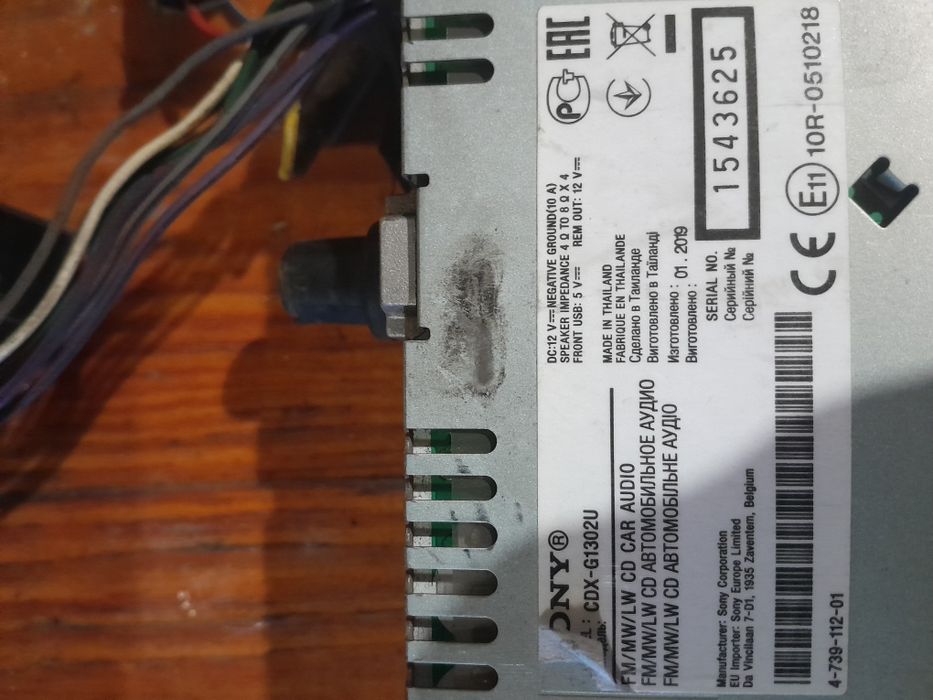 ONY®
CDX-G1302U
FM/MW/LW CD CAR AUDIO
FM/MW/LW CD АВТОМОБИЛЬНОЕ АУДИО
FM/MW/LW CD АВТОМОБІЛЬНЕ АУДІО
Manufacturer: Sony Corporation
EU Importer: Sony Europe Limited
Da Vincilaan 7-D1, 1935 Zaventem, Belgium
4-739-112-01
DC:12 V⎓NEGATIVE GROUND(10 A)
SPEAKER IMPEDANCE 4 Ω TO 8 Ω X 4
FRONT USB: 5 V⎓ REM OUT: 12 V⎓
MADE IN THAILAND
FABRIQUE EN THAILANDE
Сделано в Таиланде
Виготовлено в Таїланді
Изготовлено : 01. 2019
Виготовлено :
SERIAL NO.
Серийный №
Серійний №
1543625
CE E11 10R-0510218
PC EAC